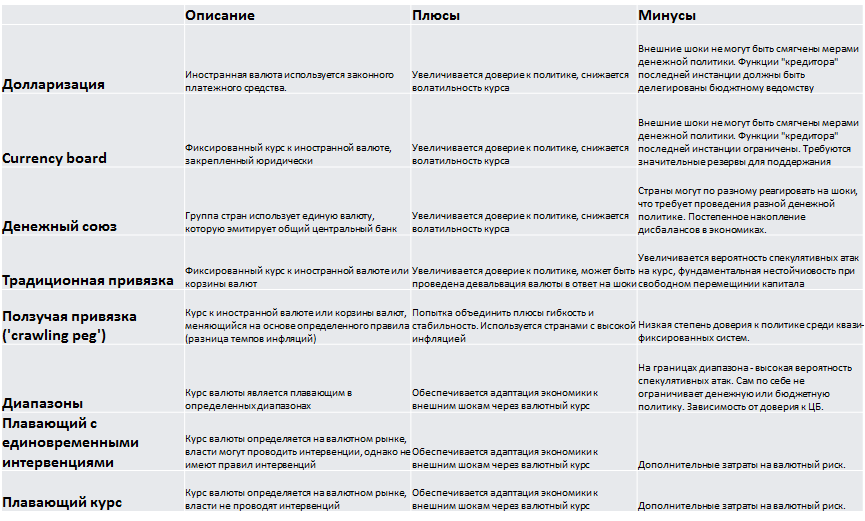 Описание Плюсы Минусы
Долларизация
Иностранная валюта используется законного
платежного средства.
Увеличивается доверие к политике, снижается
волатильность курса
Внешние шоки не могут быть смягчены мерами
денежной политики. Функции "кредитора"
последней инстанции должны быть
делегированы бюджетному ведомству
Currency board
Фиксированный курс к иностранной валюте,
закрепленный юридически
Увеличивается доверие к политике, снижается
волатильность курса
Внешние шоки не могут быть смягчены мерами
денежной политики. Функции "кредитора"
последней инстанции ограничены. Требуются
значительные резервы для поддержания
Денежный союз
Группа стран использует единую валюту,
которую эмитирует общий центральный банк
Увеличивается доверие к политике, снижается
волатильность курса
Страны могут по разному реагировать на шоки,
что требует проведения разной денежной
политике. Постепенное накопление
дисбалансов в экономиках.
Традиционная привязка
Фиксированный курс к иностранной валюте или
корзины валют
Увеличивается доверие к политике, может быть
проведена девальвация валюты в ответ на шоки
Увеличивается вероятность спекулятивных атак
на курс, фундаментальная нестойчиовость при
свободном перемещении капитала
Ползучая привязка
('crawling peg')
Курс к иностранной валюте или корзины валют,
меняющийся на основе определенного правила
(разница темпов инфляций)
Попытка объединить плюсы гибкость и
стабильность. Используется странами с высокой
инфляцией
Низкая степень доверия к политике среди квази-
фиксированных систем.
Диапазоны
Курс валюты является плавающим в
определенных диапазонах
Обеспечивается адаптация экономики к
внешним шокам через валютный курс
На границах диапазона - высокая вероятность
спекулятивных атак. Сам по себе не
ограничивает денежную или бюджетную
политику. Зависимость от доверия к ЦБ.
Плавающий с
единовременными
интервенциями
Курс валюты определяется на валютном рынке,
власти могут проводить интервенции, однако не
имеют правил интервенций
Обеспечивается адаптация экономики к
внешним шокам через валютный курс
Дополнительные затраты на валютный риск.
Плавающий курс
Курс валюты определяется на валютном рынке,
власти не проводят интервенций
Обеспечивается адаптация экономики к
внешним шокам через валютный курс
Дополнительные затраты на валютный риск.